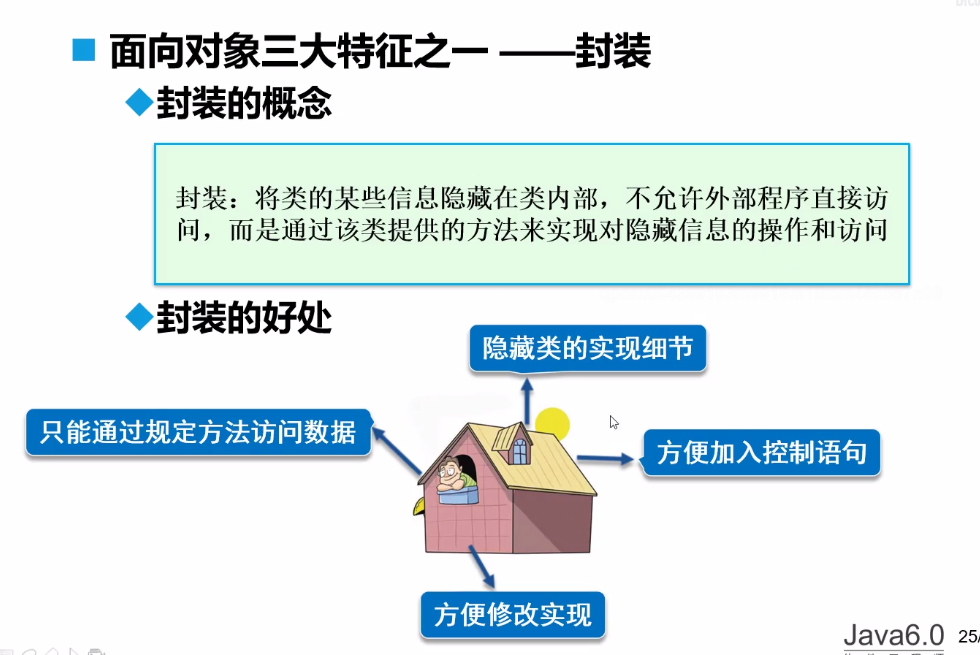 面向对象三大特征之一 ——封装
封装的概念
封装：将类的某些信息隐藏在类内部，不允许外部程序直接访
问，而是通过该类提供的方法来实现对隐藏信息的操作和访问
封装的好处
隐藏类的实现细节
只能通过规定方法访问数据
方便加入控制语句
方便修改实现
Java6.0
25/